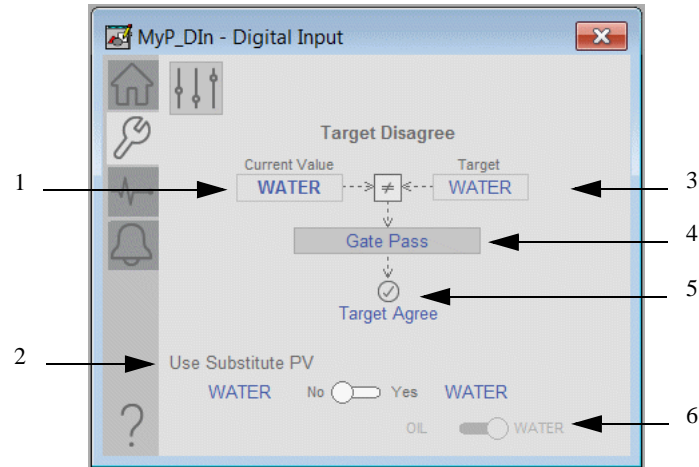 MyP_DIn - Digital Input
Target Disagree
Current Value
Target
1
WATER
≠
WATER
3
Gate Pass
4
5
Target Agree
2
Use Substitute PV
WATER No Yes WATER
OIL WATER
6
?